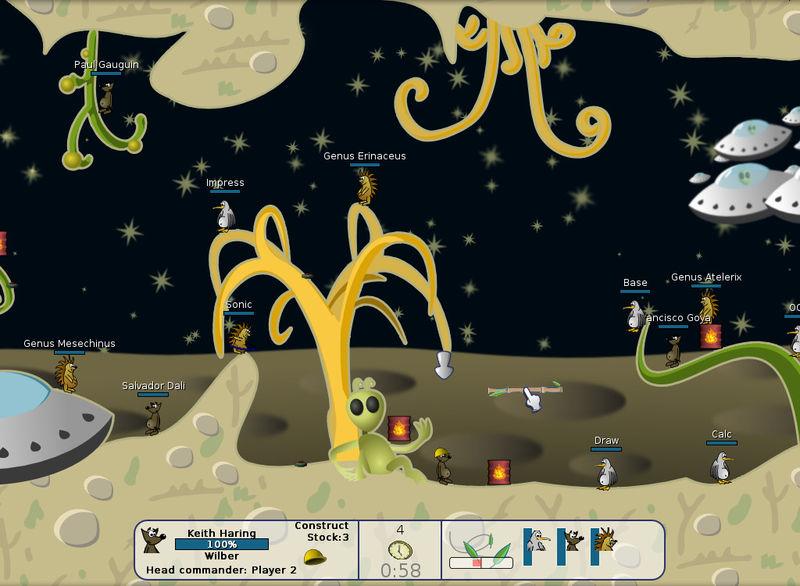 Paul Gauguin
Genus Erinaceus
Impress
Genus Atelerix
Base
Sonic
ancisco Goya
Genus Mesechinus
Salvador Dali
Draw
Calc
Keith Haring
100%
Wilber
Head commander: Player 2
Construct
Stock:3
4
0:58